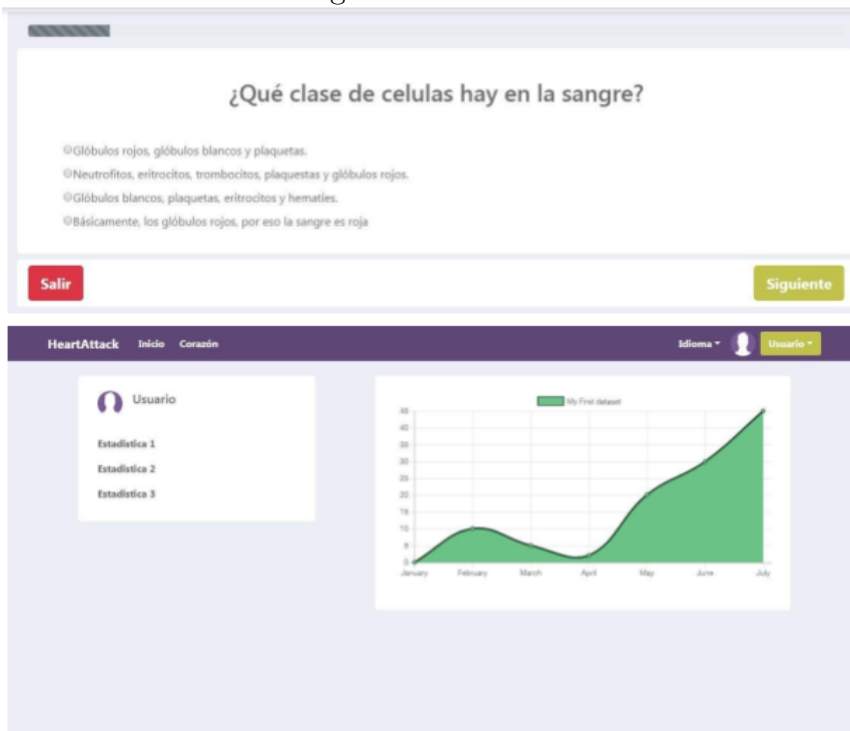 ¿Qué clase de celulas hay en la sangre?
Glóbulos rojos, glóbulos blancos y plaquetas.
Neutrofitos, eritrocitos, trombocitos, plaquestas y glóbulos rojos.
Glóbulos blancos, plaquetas, eritrocitos y hematíes.
Básicamente, los glóbulos rojos, por eso la sangre es roja
Salir
Siguiente
HeartAttack Inicio Corazón Idioma Usuario
Usuario
Estadística 1
Estadística 2
Estadística 3
My First dataset
45
40
35
30
25
20
15
10
5
0
January February March April May June July